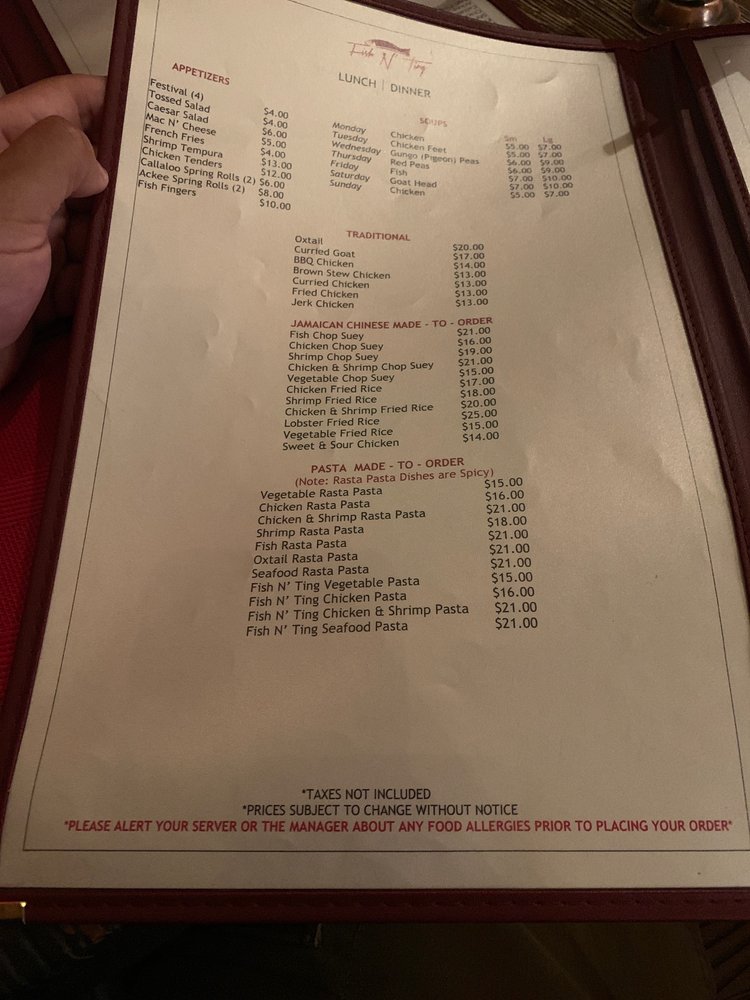 Fish N' Ting
LUNCH | DINNER
APPETIZERS
Festival (4) $4.00
Tossed Salad $4.00
Caesar Salad $6.00
Mac N' Cheese $5.00
French Fries $4.00
Shrimp Tempura $13.00
Chicken Tenders $12.00
Callaloo Spring Rolls (2) $6.00
Ackee Spring Rolls (2) $8.00
Fish Fingers $10.00
SOUPS
Sm Lg
Monday Chicken $5.00 $7.00
Tuesday Chicken Feet $5.00 $7.00
Wednesday Gungo (Pigeon) Peas $6.00 $9.00
Thursday Red Peas $6.00 $9.00
Friday Fish $7.00 $10.00
Saturday Goat Head $7.00 $10.00
Sunday Chicken $5.00 $7.00
TRADITIONAL
Oxtail $20.00
Curried Goat $17.00
BBQ Chicken $14.00
Brown Stew Chicken $13.00
Curried Chicken $13.00
Fried Chicken $13.00
Jerk Chicken $13.00
JAMAICAN CHINESE MADE - TO - ORDER
Fish Chop Suey $21.00
Chicken Chop Suey $16.00
Shrimp Chop Suey $19.00
Chicken & Shrimp Chop Suey $21.00
Vegetable Chop Suey $15.00
Chicken Fried Rice $17.00
Shrimp Fried Rice $18.00
Chicken & Shrimp Fried Rice $20.00
Lobster Fried Rice $25.00
Vegetable Fried Rice $15.00
Sweet & Sour Chicken $14.00
PASTA MADE - TO - ORDER
(Note: Rasta Pasta Dishes are Spicy)
Vegetable Rasta Pasta $15.00
Chicken Rasta Pasta $16.00
Chicken & Shrimp Rasta Pasta $21.00
Shrimp Rasta Pasta $18.00
Fish Rasta Pasta $21.00
Oxtail Rasta Pasta $21.00
Seafood Rasta Pasta $21.00
Fish N' Ting Vegetable Pasta $15.00
Fish N' Ting Chicken Pasta $16.00
Fish N' Ting Chicken & Shrimp Pasta $21.00
Fish N' Ting Seafood Pasta $21.00
*TAXES NOT INCLUDED
*PRICES SUBJECT TO CHANGE WITHOUT NOTICE
*PLEASE ALERT YOUR SERVER OR THE MANAGER ABOUT ANY FOOD ALLERGIES PRIOR TO PLACING YOUR ORDER*